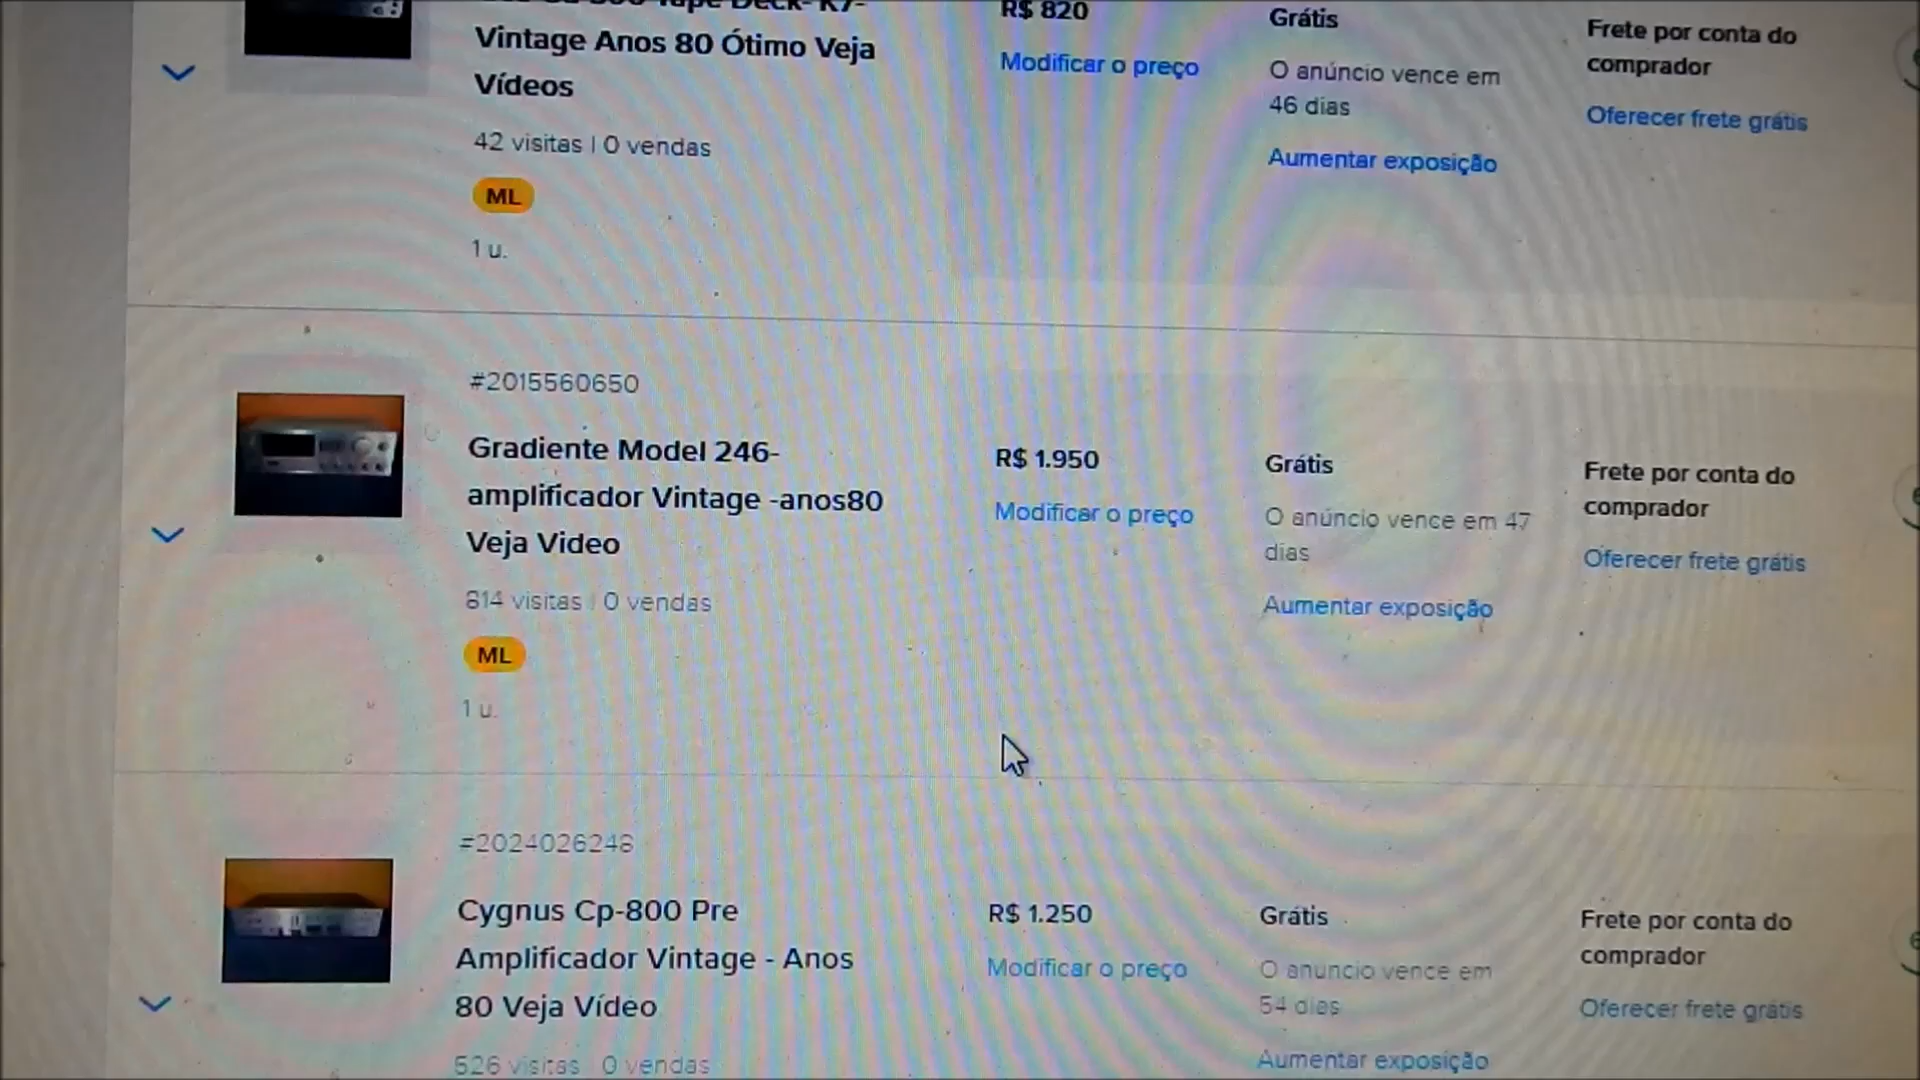 Tape Deck- K7-
Vintage Anos 80 Ótimo Veja
Vídeos
42 visitas | 0 vendas
ML
1 u.
R$ 820
Modificar o preço
Grátis
O anúncio vence em
46 dias
Aumentar exposição
Frete por conta do
comprador
Oferecer frete grátis
#2015560650
Gradiente Model 246-
amplificador Vintage -anos80
Veja Video
814 visitas | 0 vendas
ML
1 u.
R$ 1.950
Modificar o preço
Grátis
O anúncio vence em 47
dias
Aumentar exposição
Frete por conta do
comprador
Oferecer frete grátis
#2024026248
Cygnus Cp-800 Pre
Amplificador Vintage - Anos
80 Veja Vídeo
526 visitas | 0 vendas
R$ 1.250
Modificar o preço
Grátis
O anúncio vence em
54 dias
Aumentar exposição
Frete por conta do
comprador
Oferecer frete grátis